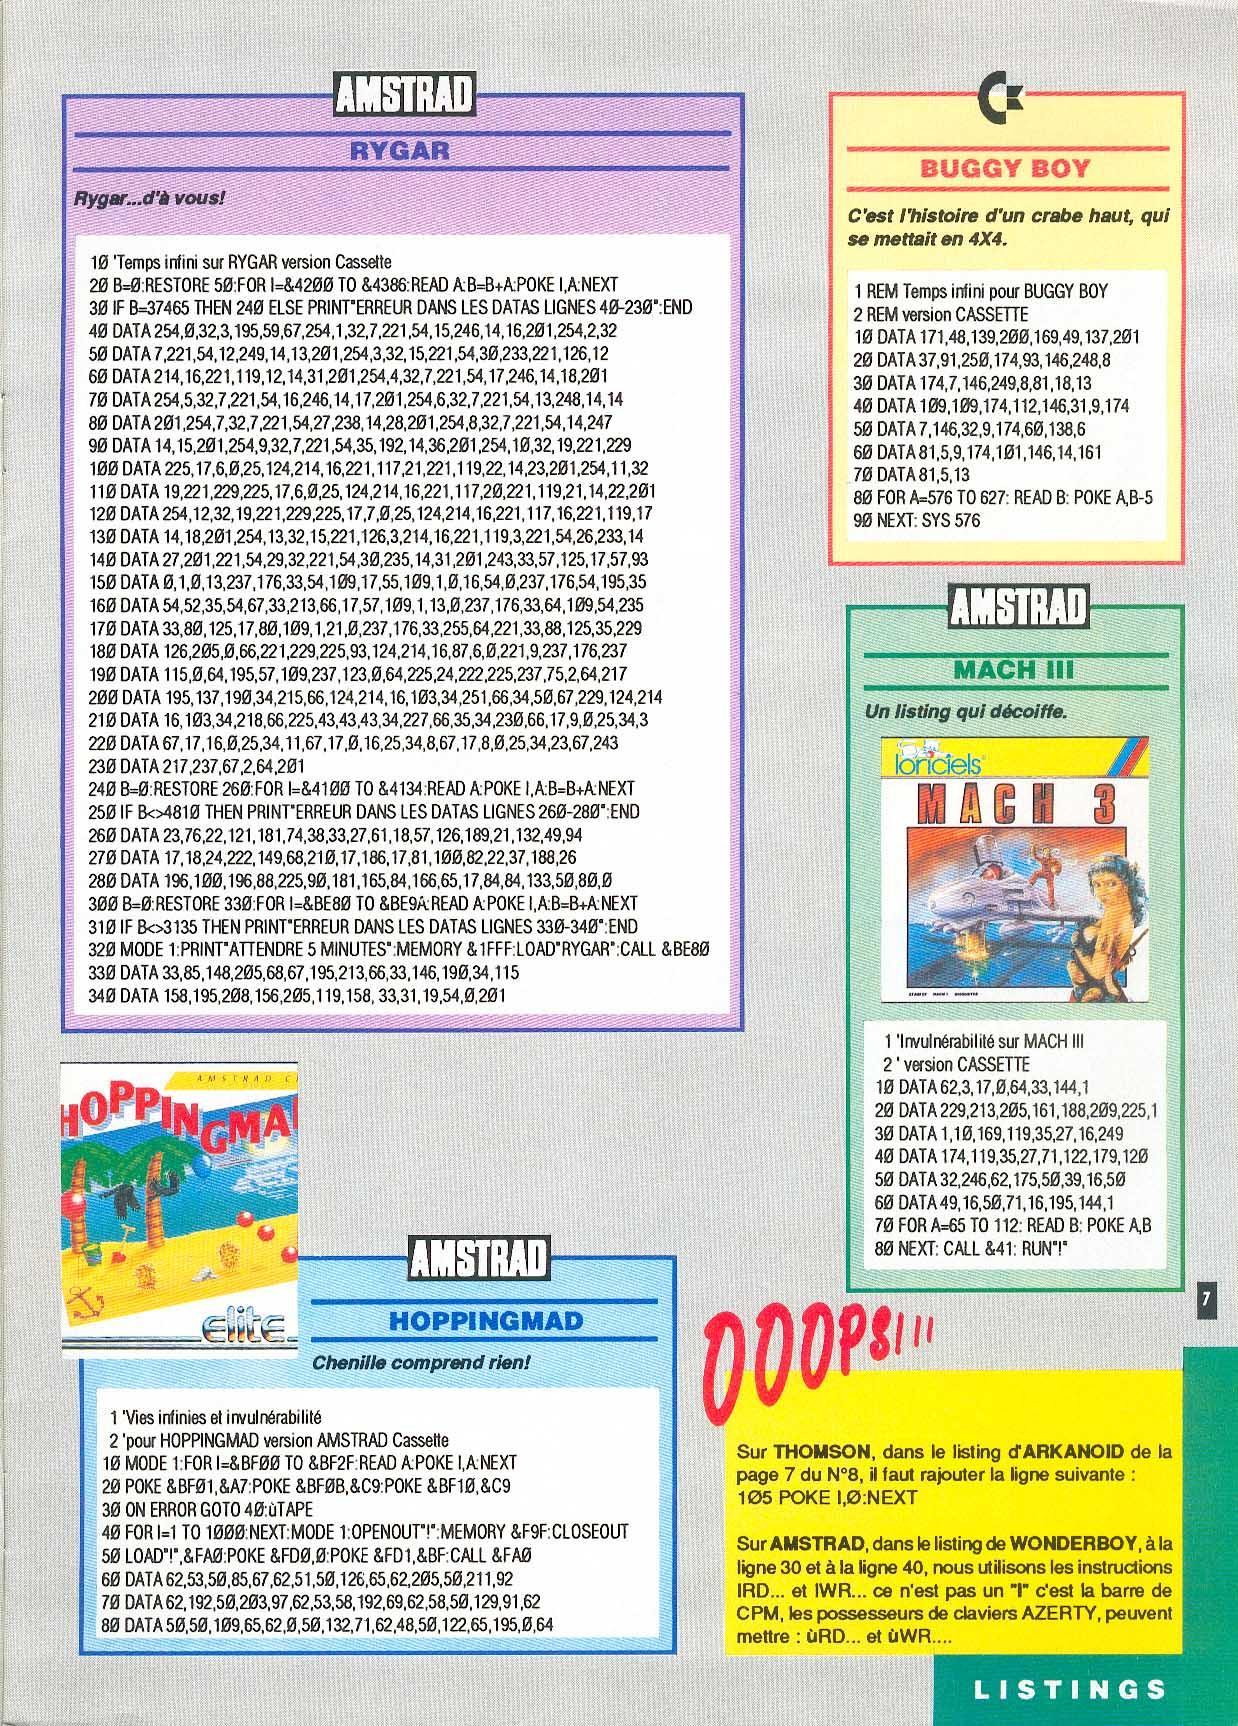 AMSTRAD
RYGAR
Rygar...d'à vous!
1Ø 'Temps infini sur RYGAR version Cassette
2Ø B=Ø:RESTORE 5Ø:FOR I=&42ØØ TO &4386:READ A:B=B+A:POKE I,A:NEXT
3Ø IF B=37465 THEN 24Ø ELSE PRINT"ERREUR DANS LES DATAS LIGNES 4Ø-23Ø":END
4Ø DATA 254,Ø,32,3,195,59,67,254,1,32,7,221,54,15,246,14,16,2Ø1,254,2,32
5Ø DATA 7,221,54,12,249,14,13,2Ø1,254,3,32,15,221,54,3Ø,233,221,126,12
6Ø DATA 214,16,221,119,12,14,31,2Ø1,254,4,32,7,221,54,17,246,14,18,2Ø1
7Ø DATA 254,5,32,7,221,54,16,246,14,17,2Ø1,254,6,32,7,221,54,13,248,14,14
8Ø DATA 2Ø1,254,7,32,7,221,54,27,238,14,28,2Ø1,254,8,32,7,221,54,14,247
9Ø DATA 14,15,2Ø1,254,9,32,7,221,54,35,192,14,36,2Ø1,254,1Ø,32,19,221,229
1ØØ DATA 225,17,6,Ø,25,124,214,16,221,117,21,221,119,22,14,23,2Ø1,254,11,32
11Ø DATA 19,221,229,225,17,6,Ø,25,124,214,16,221,117,2Ø,221,119,21,14,22,2Ø1
12Ø DATA 254,12,32,19,221,229,225,17,7,Ø,25,124,214,16,221,117,16,221,119,17
13Ø DATA 14,18,2Ø1,254,13,32,15,221,126,3,214,16,221,119,3,221,54,26,233,14
14Ø DATA 27,2Ø1,221,54,29,32,221,54,3Ø,235,14,31,2Ø1,243,33,57,125,17,57,93
15Ø DATA Ø,1,Ø,13,237,176,33,54,1Ø9,17,55,1Ø9,1,Ø,16,54,Ø,237,176,54,195,35
16Ø DATA 54,52,35,54,67,33,213,66,17,57,1Ø9,1,13,Ø,237,176,33,64,1Ø9,54,235
17Ø DATA 33,8Ø,125,17,8Ø,1Ø9,1,21,Ø,237,176,33,255,64,221,33,88,125,35,229
18Ø DATA 126,2Ø5,Ø,66,221,229,225,93,124,214,16,87,6,Ø,221,9,237,176,237
19Ø DATA 115,Ø,64,195,57,1Ø9,237,123,Ø,64,225,24,222,225,237,75,2,64,217
2ØØ DATA 195,137,19Ø,34,215,66,124,214,16,1Ø3,34,251,66,34,5Ø,67,229,124,214
21Ø DATA 16,1Ø3,34,218,66,225,43,43,43,34,227,66,35,34,23Ø,66,17,9,Ø,25,34,3
22Ø DATA 67,17,16,Ø,25,34,11,67,17,Ø,16,25,34,8,67,17,8,Ø,25,34,23,67,243
23Ø DATA 217,237,67,2,64,2Ø1
24Ø B=Ø:RESTORE 26Ø:FOR I=&41ØØ TO &4134:READ A:POKE I,A:B=B+A:NEXT
25Ø IF B<>481Ø THEN PRINT"ERREUR DANS LES DATAS LIGNES 26Ø-28Ø":END
26Ø DATA 23,76,22,121,181,74,38,33,27,61,18,57,126,189,21,132,49,94
27Ø DATA 17,18,24,222,149,68,21Ø,17,186,17,81,1ØØ,82,22,37,188,26
28Ø DATA 196,1ØØ,196,88,225,9Ø,181,165,84,166,65,17,84,84,133,5Ø,8Ø,Ø
3ØØ B=Ø:RESTORE 33Ø:FOR I=&BE8Ø TO &BE9A:READ A:POKE I,A:B=B+A:NEXT
31Ø IF B<>3135 THEN PRINT"ERREUR DANS LES DATAS LIGNES 33Ø-34Ø":END
32Ø MODE 1:PRINT"ATTENDRE 5 MINUTES":MEMORY &1FFF:LOAD"RYGAR":CALL &BE8Ø
33Ø DATA 33,85,148,2Ø5,68,67,195,213,66,33,146,19Ø,34,115
34Ø DATA 158,195,2Ø8,156,2Ø5,119,158, 33,31,19,54,Ø,2Ø1
BUGGY BOY
C'est l'histoire d'un crabe haut, qui
se mettait en 4X4.
1 REM Temps infini pour BUGGY BOY
2 REM version CASSETTE
1Ø DATA 171,48,139,2ØØ,169,49,137,2Ø1
2Ø DATA 37,91,25Ø,174,93,146,248,8
3Ø DATA 174,7,146,249,8,81,18,13
4Ø DATA 1Ø9,1Ø9,174,112,146,31,9,174
5Ø DATA 7,146,32,9,174,6Ø,138,6
6Ø DATA 81,5,9,174,1Ø1,146,14,161
7Ø DATA 81,5,13
8Ø FOR A=576 TO 627: READ B: POKE A,B-5
9Ø NEXT: SYS 576
AMSTRAD
MACH III
Un listing qui décoiffe.
loriciels
MACH 3
1 'Invulnérabilité sur MACH III
2 ' version CASSETTE
1Ø DATA 62,3,17,Ø,64,33,144,1
2Ø DATA 229,213,2Ø5,161,188,2Ø9,225,1
3Ø DATA 1,1Ø,169,119,35,27,16,249
4Ø DATA 174,119,35,27,71,122,179,12Ø
5Ø DATA 32,246,62,175,5Ø,39,16,5Ø
6Ø DATA 49,16,5Ø,71,16,195,144,1
7Ø FOR A=65 TO 112: READ B: POKE A,B
8Ø NEXT: CALL &41: RUN"!"
AMSTRAD C
HOPPINGMA
elite
AMSTRAD
HOPPINGMAD
Chenille comprend rien!
1 'Vies infinies et invulnérabilité
2 'pour HOPPINGMAD version AMSTRAD Cassette
1Ø MODE 1:FOR I=&BFØØ TO &BF2F:READ A:POKE I,A:NEXT
2Ø POKE &BFØ1,&A7:POKE &BFØB,&C9:POKE &BF1Ø,&C9
3Ø ON ERROR GOTO 4Ø:ùTAPE
4Ø FOR I=1 TO 1ØØØ:NEXT:MODE 1:OPENOUT"!":MEMORY &F9F:CLOSEOUT
5Ø LOAD"!",&FAØ:POKE &FDØ,Ø:POKE &FD1,&BF:CALL &FAØ
6Ø DATA 62,53,5Ø,85,67,62,51,5Ø,126,65,62,2Ø5,5Ø,211,92
7Ø DATA 62,192,5Ø,2Ø3,97,62,53,58,192,69,62,58,5Ø,129,91,62
8Ø DATA 5Ø,5Ø,1Ø9,65,62,Ø,5Ø,132,71,62,48,5Ø,122,65,195,Ø,64
OOOPS!!!
Sur THOMSON, dans le listing d'ARKANOID de la
page 7 du N°8, il faut rajouter la ligne suivante :
1Ø5 POKE I,Ø:NEXT
Sur AMSTRAD, dans le listing de WONDERBOY, à la
ligne 30 et à la ligne 40, nous utilisons les instructions
IRD... et IWR... ce n'est pas un "I" c'est la barre de
CPM, les possesseurs de claviers AZERTY, peuvent
mettre : ùRD... et ùWR....
7
LISTINGS